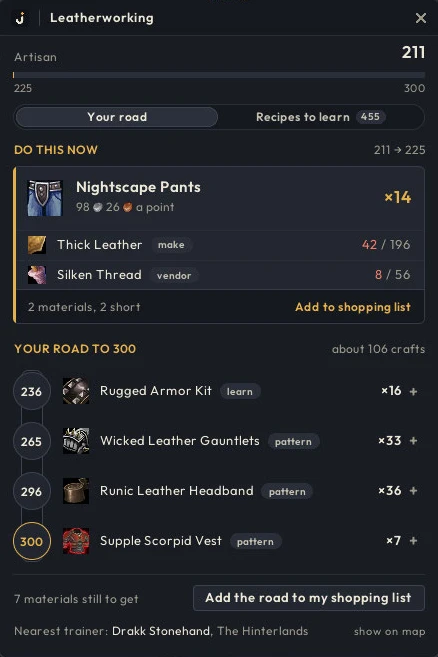 Leatherworking
Artisan 211
225 300
Your road Recipes to learn 455
DO THIS NOW 211 → 225
Nightscape Pants
98 26 a point ×14
Thick Leather make 42 / 196
Silken Thread vendor 8 / 56
2 materials, 2 short Add to shopping list
YOUR ROAD TO 300 about 106 crafts
236 Rugged Armor Kit learn ×16 +
265 Wicked Leather Gauntlets pattern ×33 +
296 Runic Leather Headband pattern ×36 +
300 Supple Scorpid Vest pattern ×7 +
7 materials still to get Add the road to my shopping list
Nearest trainer: Drakk Stonehand, The Hinterlands show on map